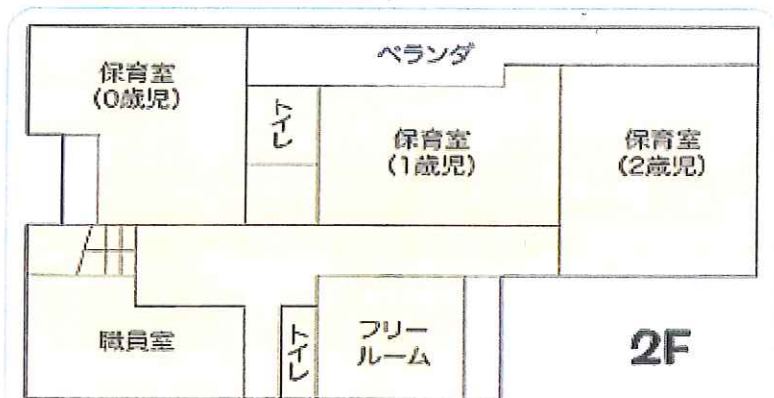 ベランダ
保育室
(0歳児)
トイレ
保育室
(1歳児)
保育室
(2歳児)
職員室
トイレ
フリー
ルーム
2F